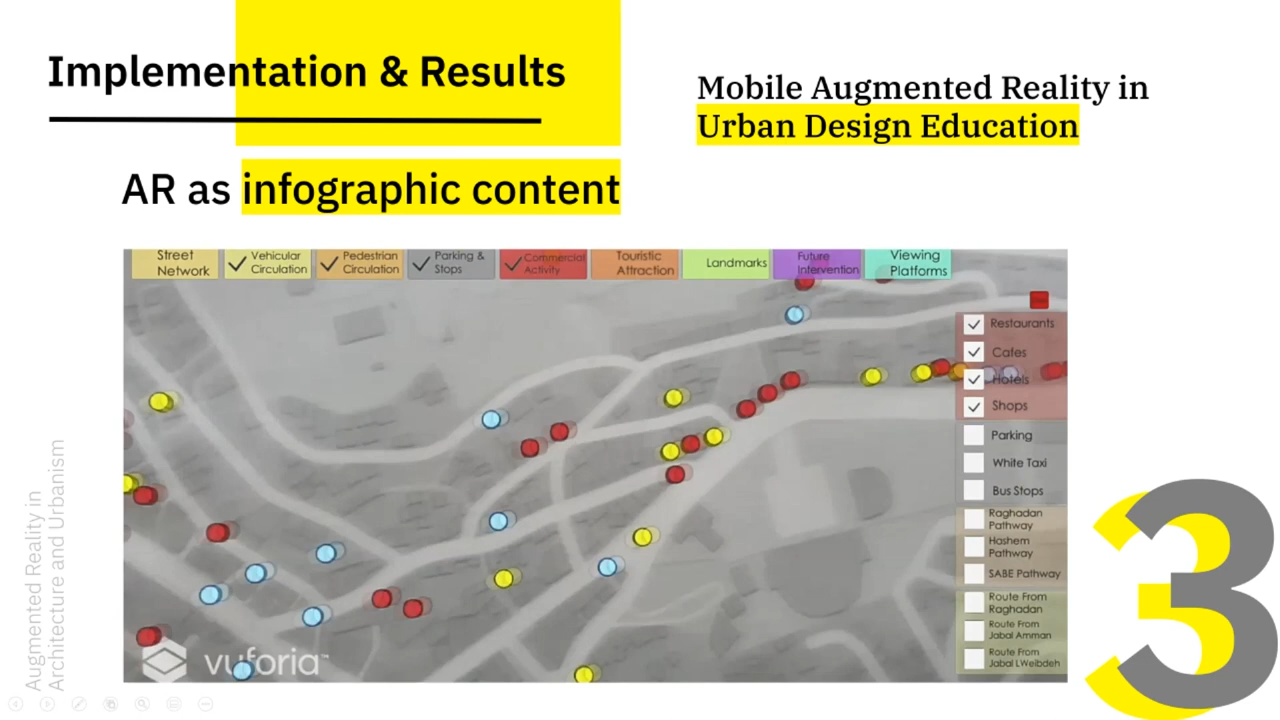 Implementation & Results
Mobile Augmented Reality in
Urban Design Education
AR as infographic content
Street
Network
Vehicular
Circulation
Pedestrian
Circulation
Parking &
Stops
Commercial
Activity
Touristic
Attraction
Landmarks
Future
Intervention
Viewing
Platforms
Restaurants
Cafes
Hotels
Shops
Parking
White Taxi
Bus Stops
Raghadan
Pathway
Hashem
Pathway
SABE Pathway
Route From
Raghadan
Route From
Jabal Amman
Route From
Jabal LWeibdeh
vuforia™
Augmented Reality in
Architecture and Urbanism
3